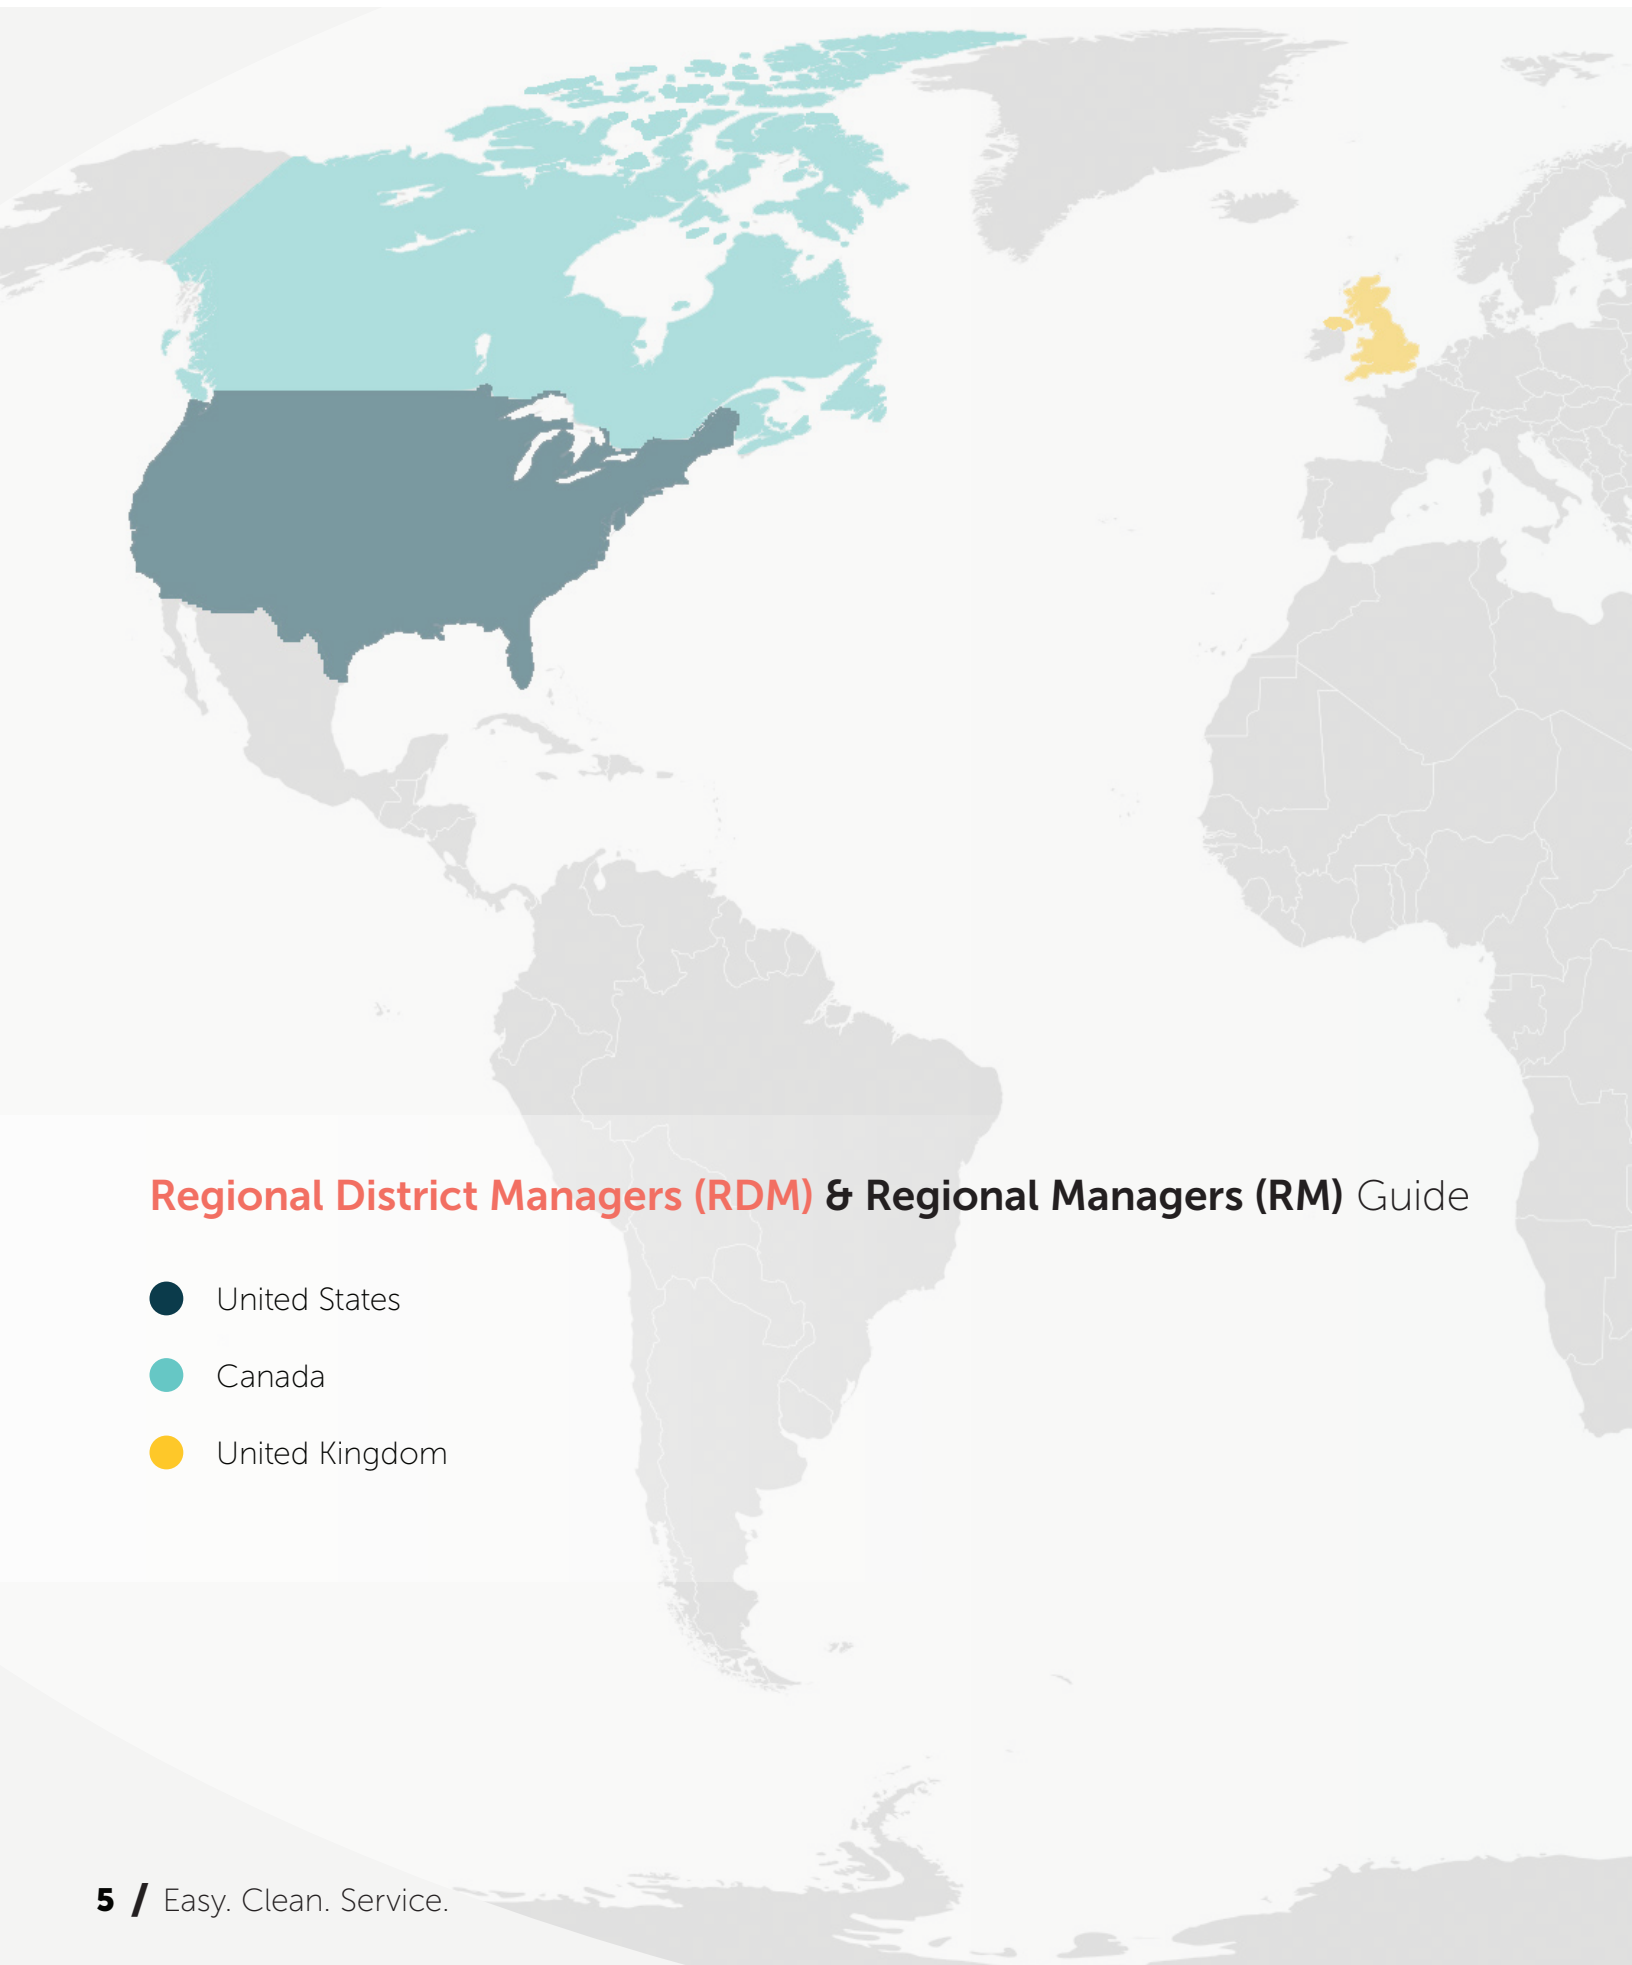 Regional District Managers (RDM) & Regional Managers (RM) Guide
United States
Canada
United Kingdom
5 / Easy. Clean. Service.